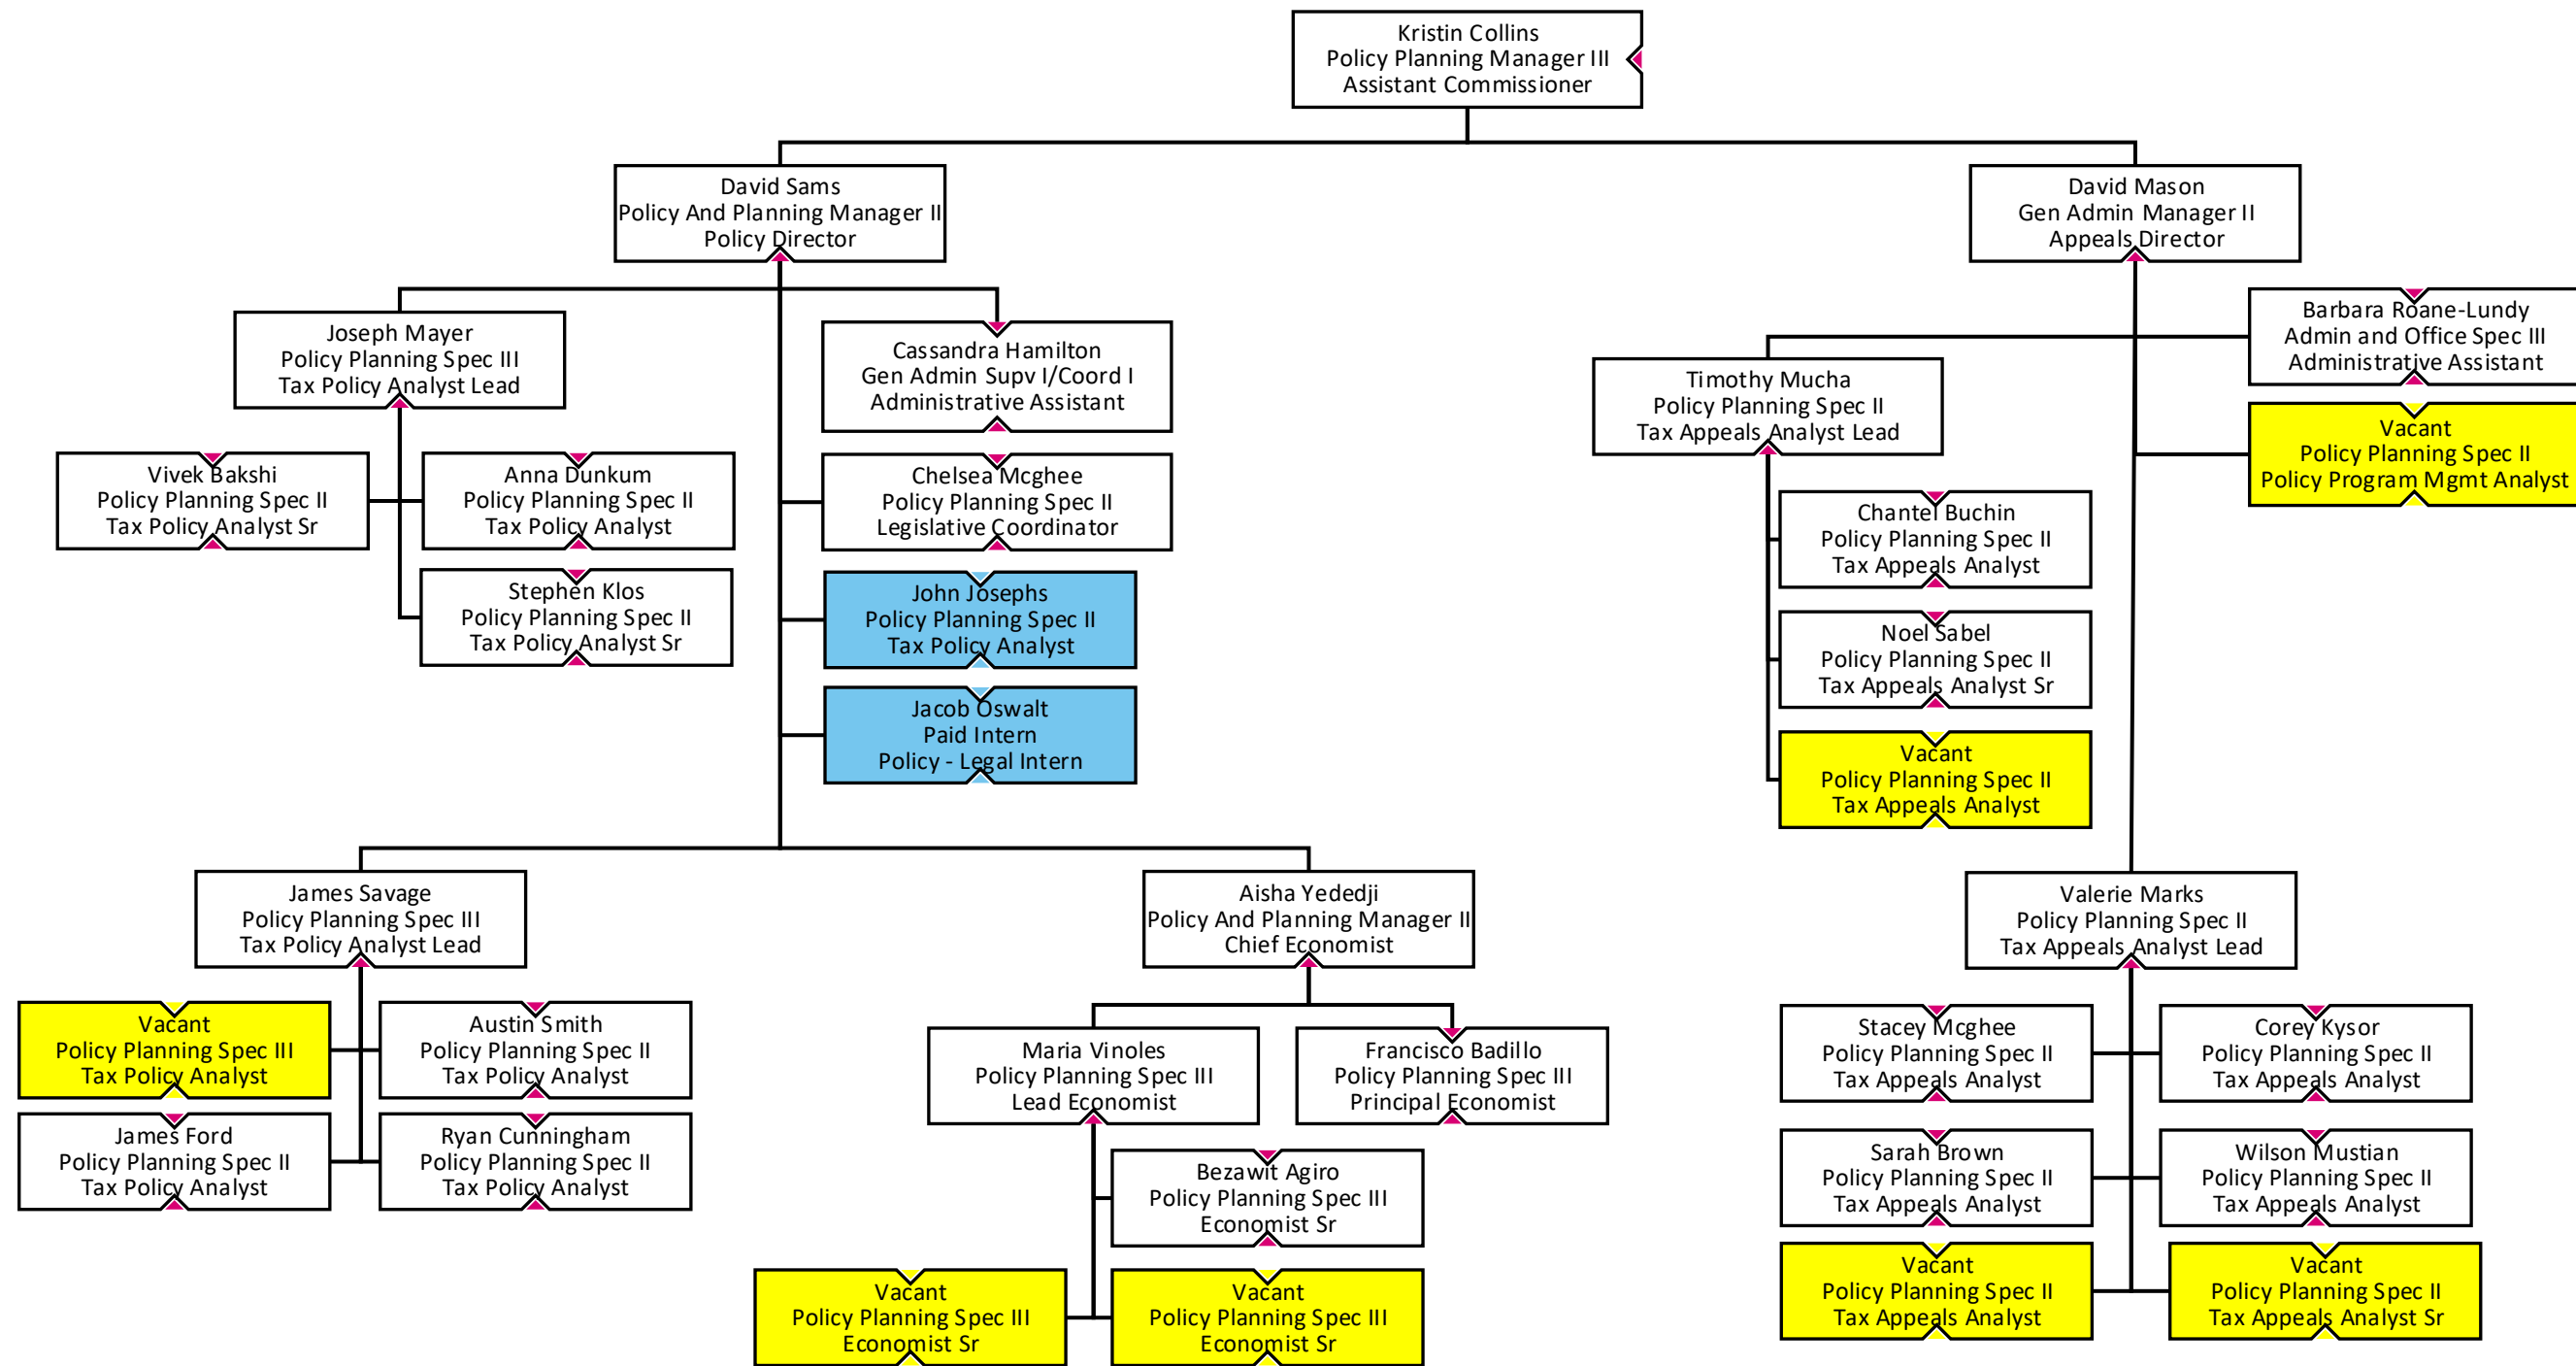 Kristin Collins
Policy Planning Manager III
Assistant Commissioner
David Sams
Policy And Planning Manager II
Policy Director
David Mason
Gen Admin Manager II
Appeals Director
Joseph Mayer
Policy Planning Spec III
Tax Policy Analyst Lead
Cassandra Hamilton
Gen Admin Supv I/Coord I
Administrative Assistant
Barbara Roane-Lundy
Admin and Office Spec III
Administrative Assistant
Timothy Mucha
Policy Planning Spec II
Tax Appeals Analyst Lead
Vacant
Policy Planning Spec II
Policy Program Mgmt Analyst
Vivek Bakshi
Policy Planning Spec II
Tax Policy Analyst Sr
Anna Dunkum
Policy Planning Spec II
Tax Policy Analyst
Chelsea Mcghee
Policy Planning Spec II
Legislative Coordinator
Chantel Buchin
Policy Planning Spec II
Tax Appeals Analyst
Stephen Klos
Policy Planning Spec II
Tax Policy Analyst Sr
John Josephs
Policy Planning Spec II
Tax Policy Analyst
Noel Sabel
Policy Planning Spec II
Tax Appeals Analyst Sr
Jacob Oswalt
Paid Intern
Policy - Legal Intern
Vacant
Policy Planning Spec II
Tax Appeals Analyst
James Savage
Policy Planning Spec III
Tax Policy Analyst Lead
Aisha Yededji
Policy And Planning Manager II
Chief Economist
Valerie Marks
Policy Planning Spec II
Tax Appeals Analyst Lead
Vacant
Policy Planning Spec III
Tax Policy Analyst
Austin Smith
Policy Planning Spec II
Tax Policy Analyst
Maria Vinoles
Policy Planning Spec III
Lead Economist
Francisco Badillo
Policy Planning Spec III
Principal Economist
Stacey Mcghee
Policy Planning Spec II
Tax Appeals Analyst
Corey Kysor
Policy Planning Spec II
Tax Appeals Analyst
James Ford
Policy Planning Spec II
Tax Policy Analyst
Ryan Cunningham
Policy Planning Spec II
Tax Policy Analyst
Bezawit Agiro
Policy Planning Spec III
Economist Sr
Sarah Brown
Policy Planning Spec II
Tax Appeals Analyst
Wilson Mustian
Policy Planning Spec II
Tax Appeals Analyst
Vacant
Policy Planning Spec III
Economist Sr
Vacant
Policy Planning Spec III
Economist Sr
Vacant
Policy Planning Spec II
Tax Appeals Analyst
Vacant
Policy Planning Spec II
Tax Appeals Analyst Sr